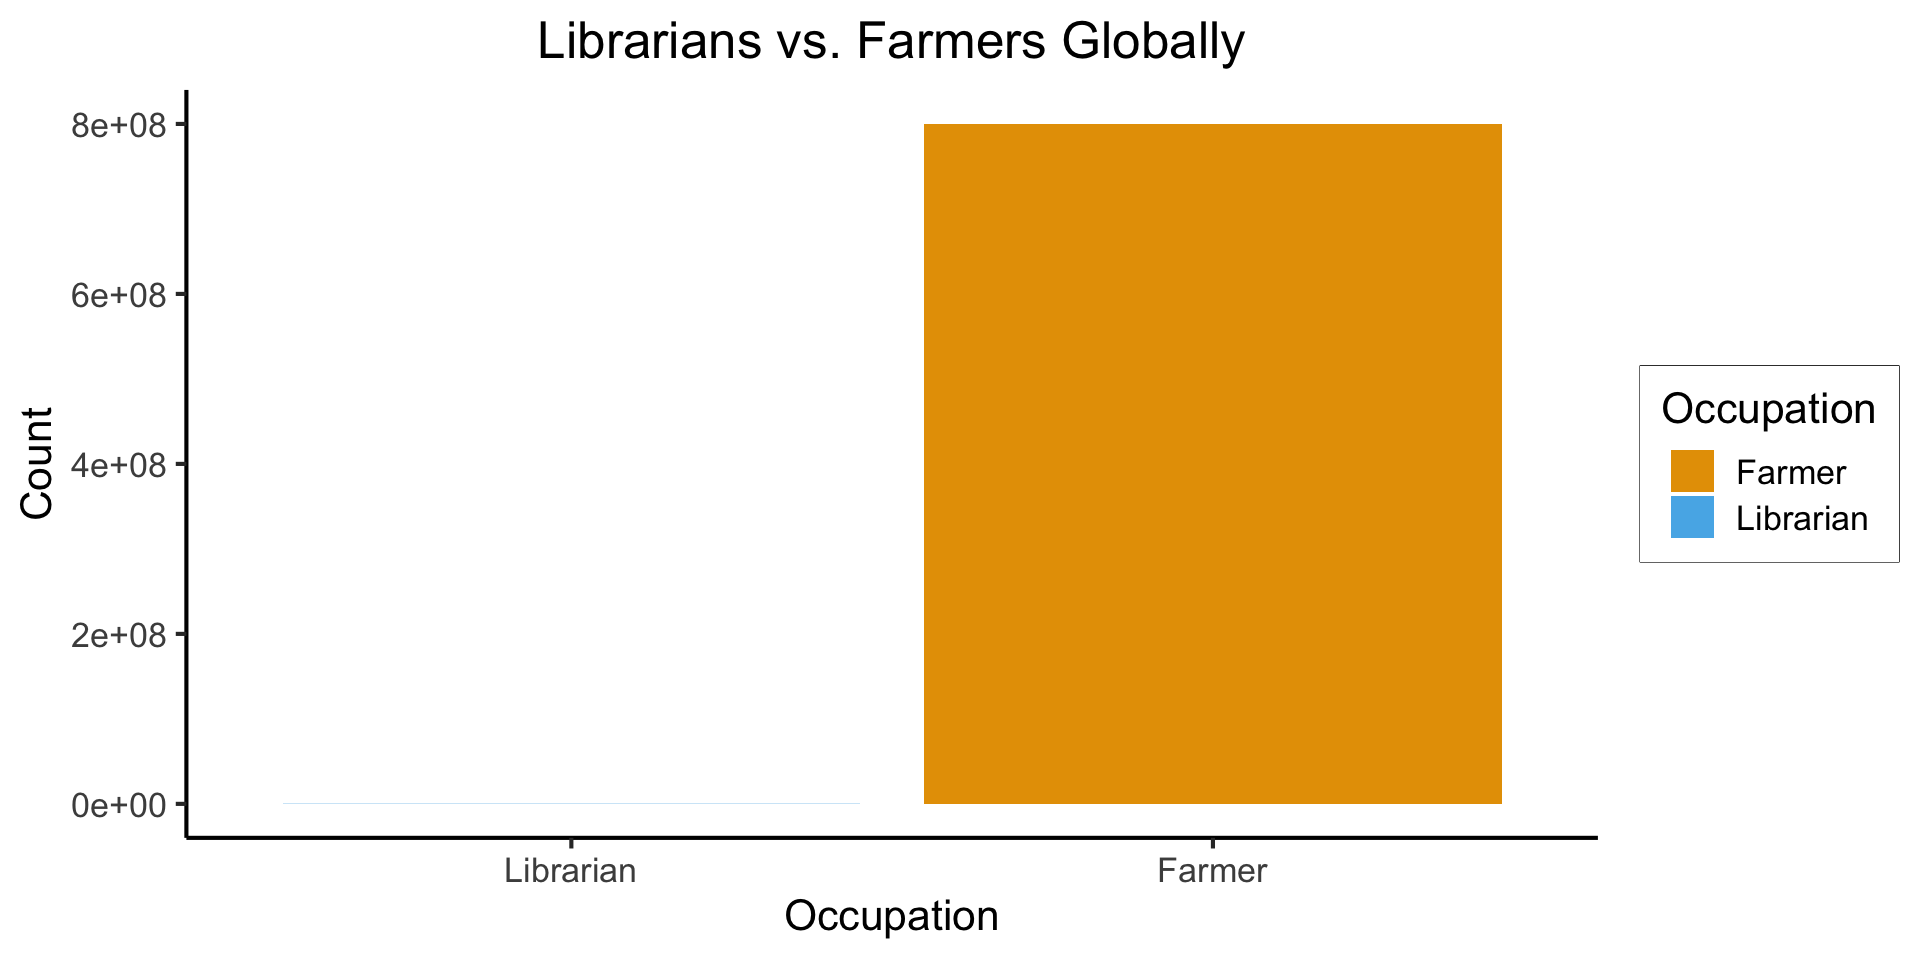 Librarians vs. Farmers Globally
Count
8e+08
6e+08
4e+08
2e+08
0e+00
Librarian
Farmer
Occupation
Occupation
Farmer
Librarian